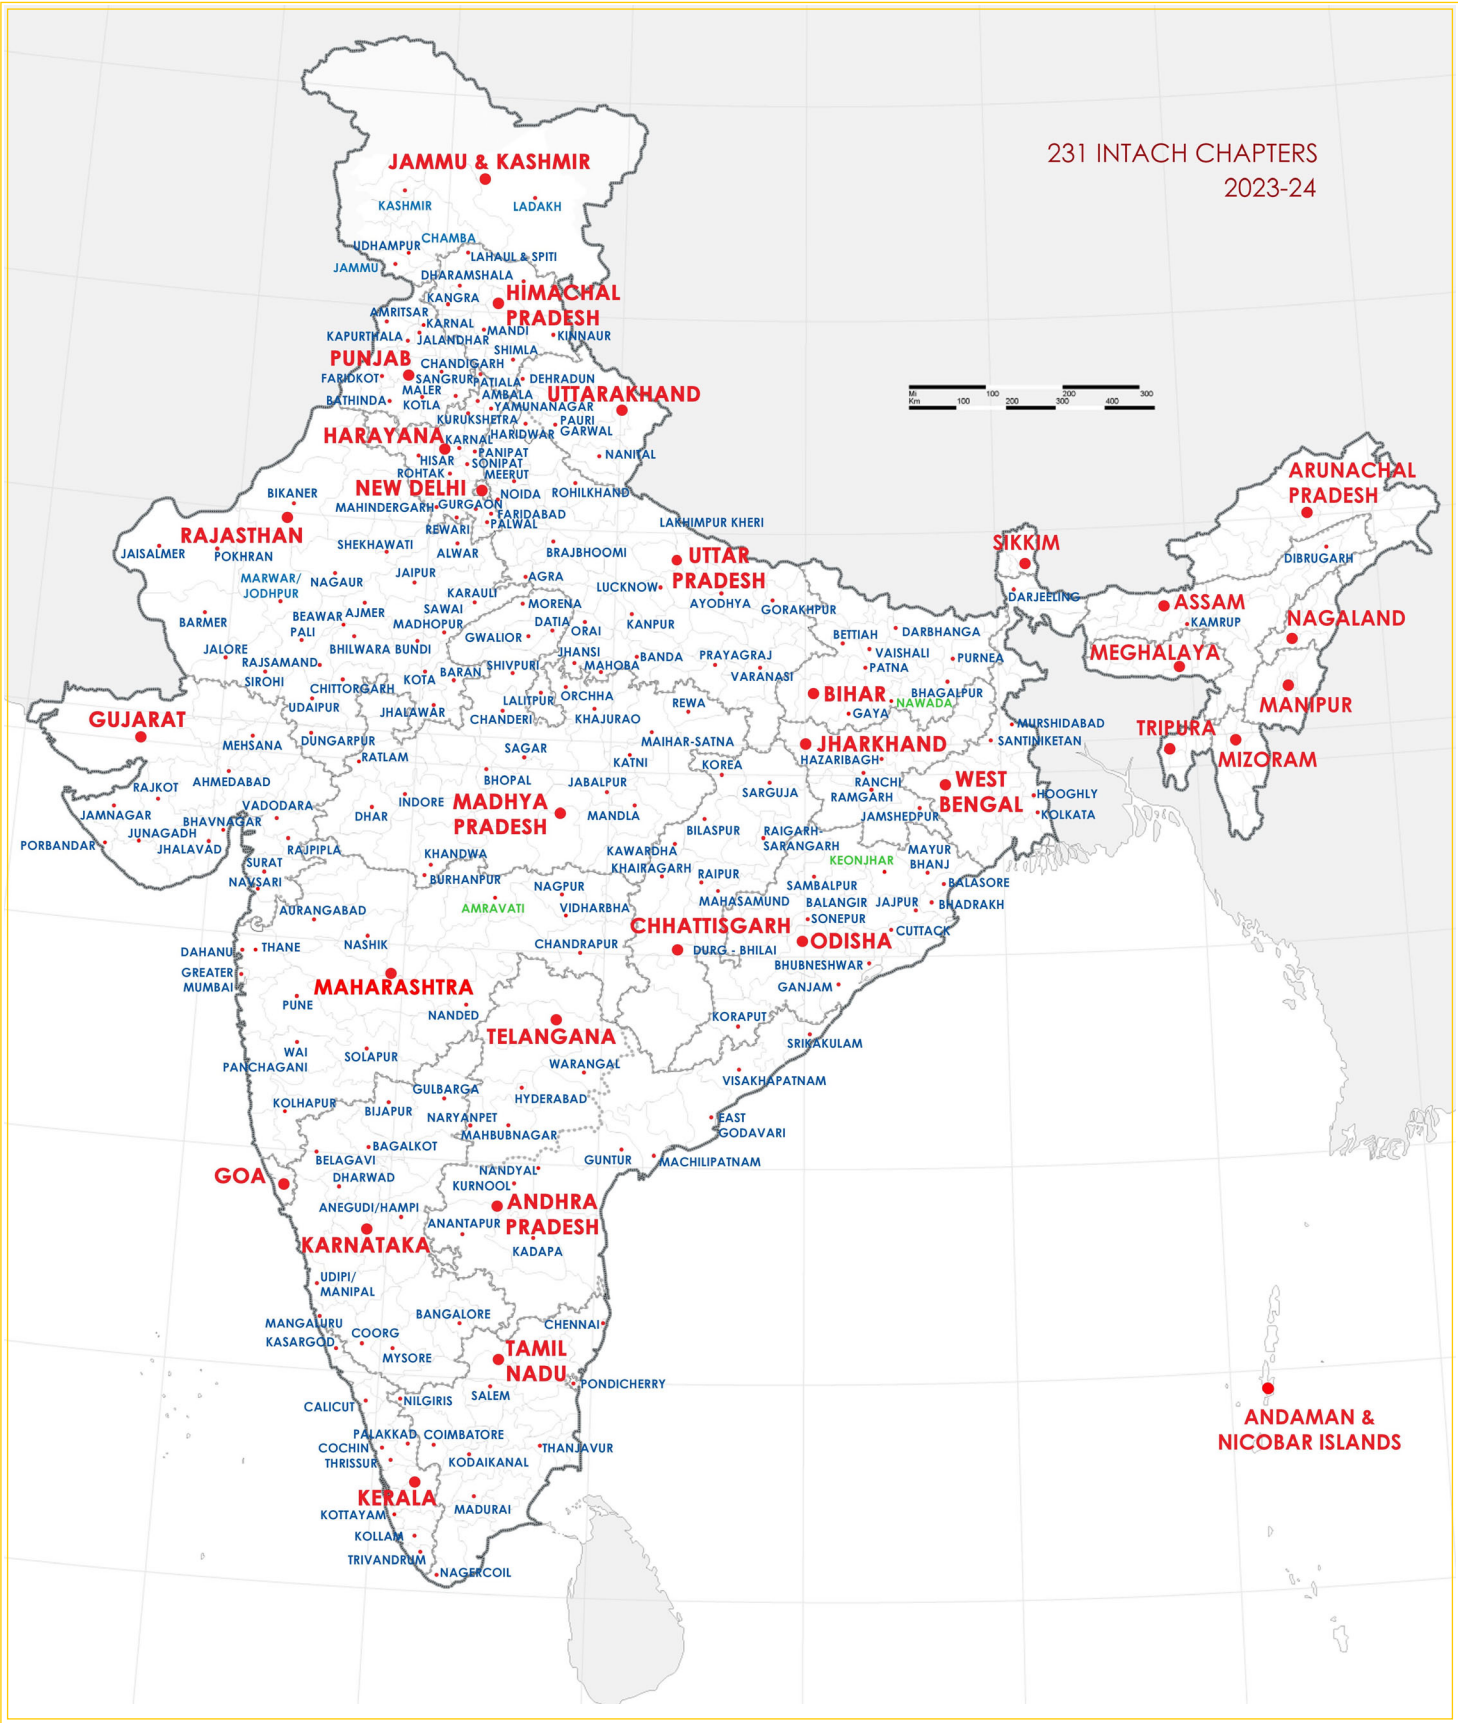 231 INTACH CHAPTERS
2023-24
JAMMU & KASHMIR
KASHMIR
LADAKH
CHAMBA
UDHAMPUR
LAHAUL & SPITI
JAMMU
DHARAMSHALA
KANGRA
HIMACHAL
PRADESH
AMRITSAR
KARNAL
MANDI
KAPURTHALA
JALANDHAR
KINNAUR
SHIMLA
PUNJAB
CHANDIGARH
FARIDKOT
SANGRUR
PATIALA
DEHRADUN
MALER
KOTLA
AMBALA
UTTARAKHAND
BATHINDA
YAMUNANAGAR
KURUKSHETRA
PAURI
GARWAL
HARIDWAR
HARAYANA
KARNAL
PANIPAT
NANITAL
HISAR
SONIPAT
ROHTAK
MEERUT
NEW DELHI
NOIDA
ROHILKHAND
MAHINDERGARH
GURGAON
FARIDABAD
REWARI
PALWAL
Mi
100
200
300
Km
100
200
300
400
BIKANER
RAJASTHAN
JAISALMER
POKHRAN
SHEKHAWATI
ALWAR
BRAJBHOOMI
LAKHIMPUR KHERI
UTTAR
PRADESH
MARWAR/
JODHPUR
NAGAUR
JAIPUR
AGRA
LUCKNOW
KARAULI
MORENA
AYODHYA
GORAKHPUR
BARMER
BEAWAR
AJMER
SAWAI
MADHOPUR
DATIA
ORAI
KANPUR
PALI
GWALIOR
JALORE
BHILWARA
BUNDI
JHANSI
BANDA
PRAYAGRAJ
RAJSAMAND
SHIVPURI
MAHOBA
VARANASI
SIROHI
CHITTORGARH
KOTA
BARAN
UDAIPUR
JHALAWAR
LALITPUR
ORCHHA
REWA
CHANDERI
KHAJURAO
ARUNACHAL
PRADESH
SIKKIM
DIBRUGARH
DARJEELING
ASSAM
KAMRUP
NAGALAND
MEGHALAYA
MANIPUR
TRIPURA
MIZORAM
BETTIAH
DARBHANGA
VAISHALI
PATNA
PURNEA
BIHAR
BHAGALPUR
NAWADA
GAYA
MURSHIDABAD
SANTINIKETAN
JHARKHAND
HAZARIBAGH
RANCHI
RAMGARH
WEST
BENGAL
HOOGHLY
JAMSHEDPUR
KOLKATA
GUJARAT
MEHSANA
DUNGARPUR
RATLAM
SAGAR
MAIHAR-SATNA
KATNI
KOREA
AHMEDABAD
RAJKOT
BHOPAL
JABALPUR
SARGUJA
JAMNAGAR
VADODARA
INDORE
DHAR
MADHYA
PRADESH
MANDLA
BHAVNAGAR
JUNAGADH
PORBANDAR
JHALAVAD
RAJPIPLA
BILASPUR
RAIGARH-
SARANGARH
SURAT
KHANDWA
KAWARDHA
KEONJHAR
MAYUR
BHANJ
NAVSARI
BURHANPUR
KHAIRAGARH
RAIPUR
SAMBALPUR
BALASORE
NAGPUR
AMRAVATI
VIDHARBHA
MAHASAMUND
BALANGIR
JAJPUR
BHADRAKH
AURANGABAD
SONEPUR
CUTTACK
CHHATTISGARH
ODISHA
DAHANU
THANE
NASHIK
CHANDRAPUR
DURG - BHILAI
GREATER
MUMBAI
BHUBNESHWAR
MAHARASHTRA
GANJAM
PUNE
NANDED
TELANGANA
KORAPUT
SRIKAKULAM
WAI
PANCHAGANI
SOLAPUR
WARANGAL
VISAKHAPATNAM
GULBARGA
HYDERABAD
KOLHAPUR
BIJAPUR
NARYANPET
MAHBUBNAGAR
EAST
GODAVARI
BAGALKOT
BELAGAVI
GUNTUR
MACHILIPATNAM
GOA
DHARWAD
NANDYAL
KURNOOL
ANEGUDI/HAMPI
ANDHRA
PRADESH
KARNATAKA
ANANTAPUR
KADAPA
UDIPI/
MANIPAL
BANGALORE
CHENNAI
MANGALURU
KASARGOD
COORG
MYSORE
TAMIL
NADU
SALEM
PONDICHERRY
CALICUT
NILGIRIS
PALAKKAD
COIMBATORE
COCHIN
THRISSUR
THANJAVUR
KODAIKANAL
KERALA
KOTTAYAM
MADURAI
KOLLAM
TRIVANDRUM
NAGERCOIL
ANDAMAN &
NICOBAR ISLANDS